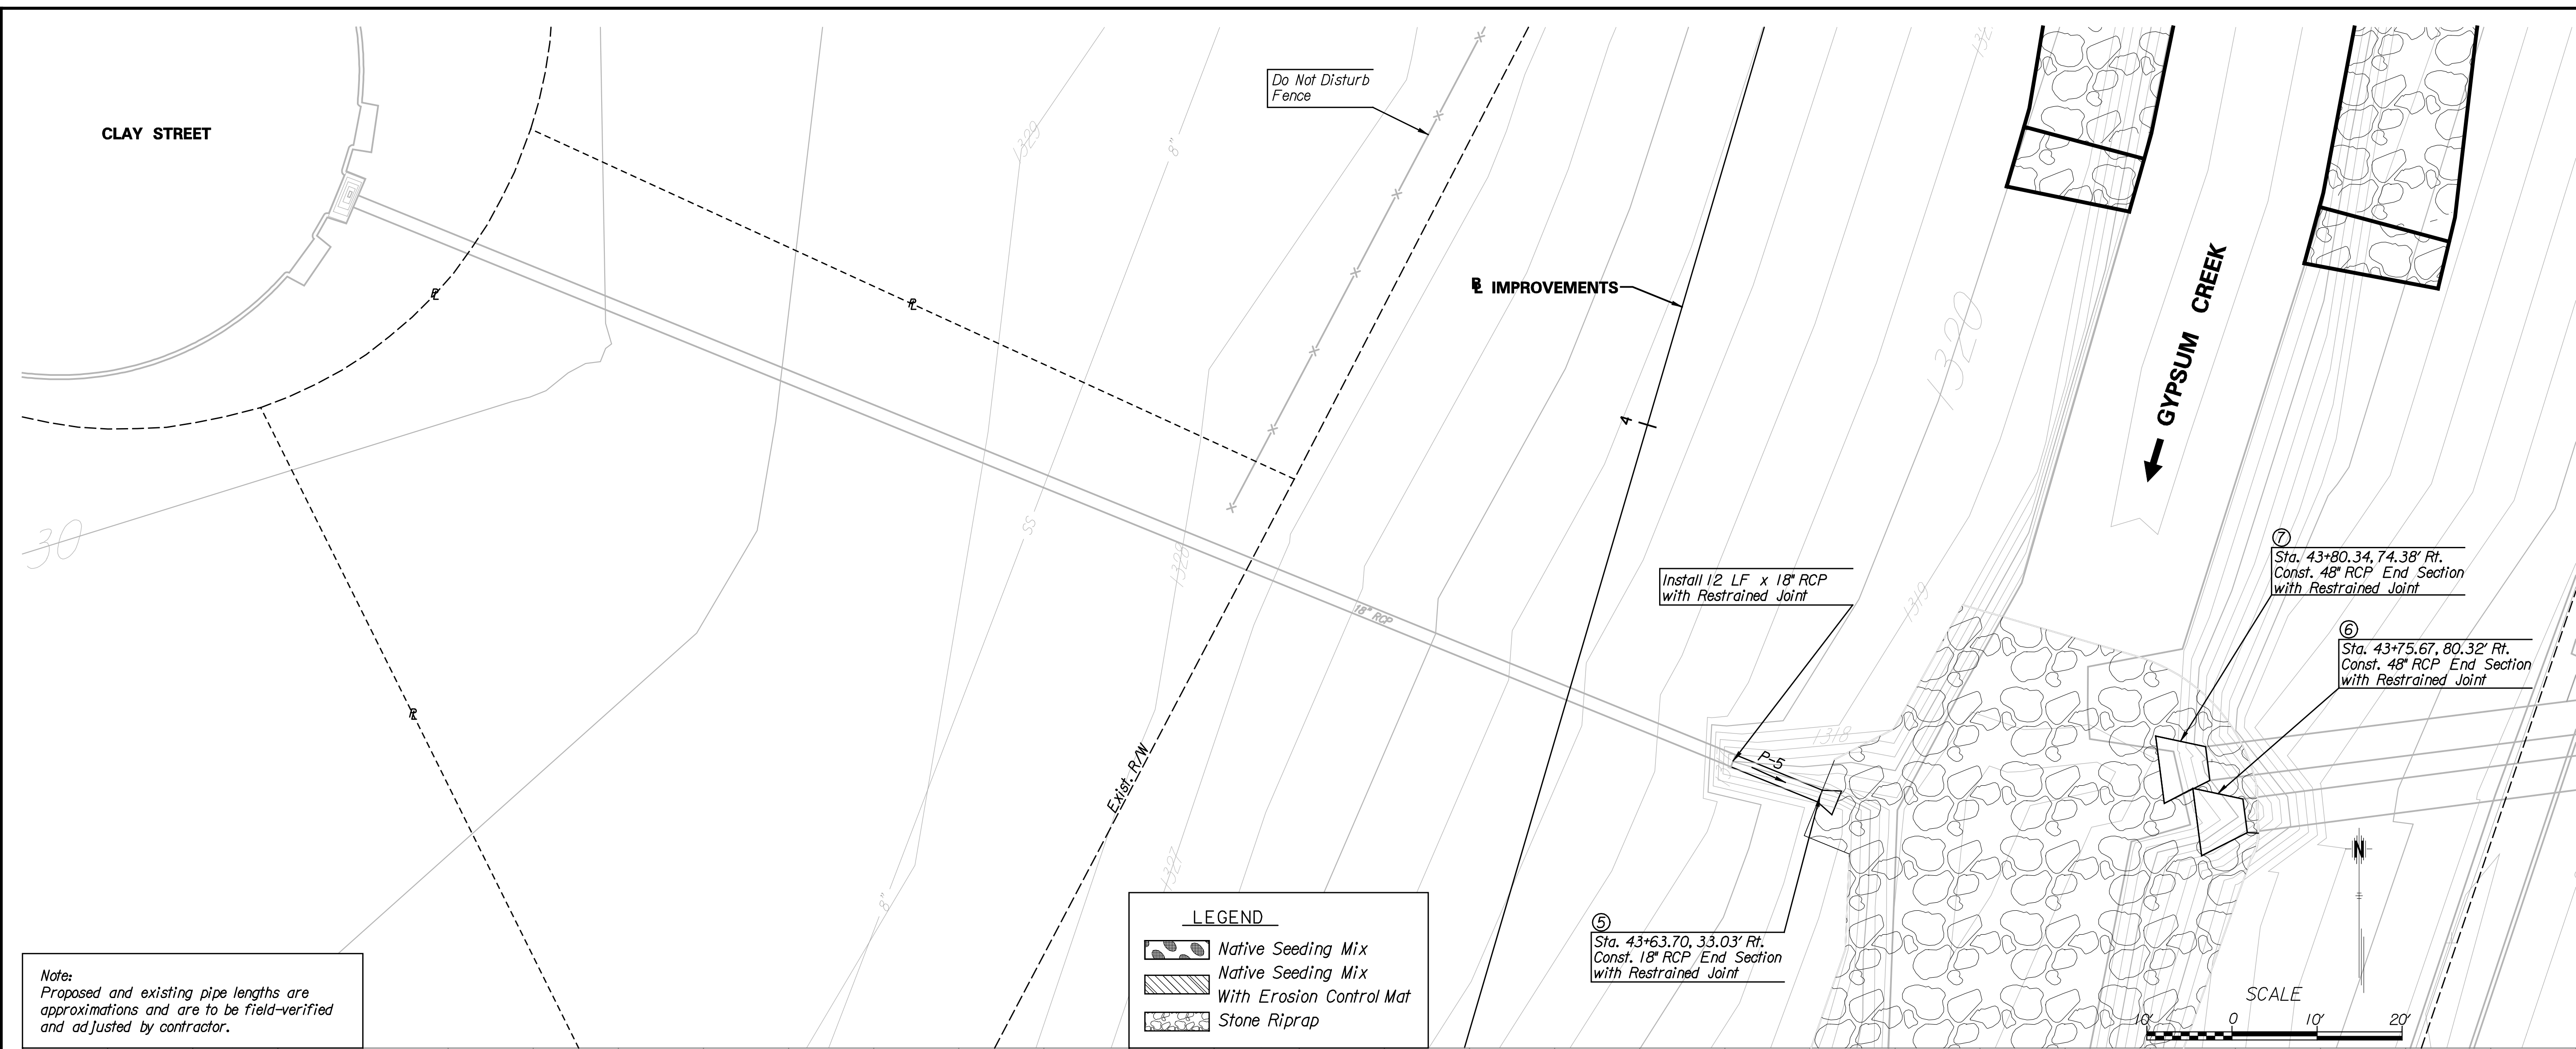 CLAY STREET
Do Not Disturb
Fence
1329
8"
132
PL
PL
BL IMPROVEMENTS
1320
GYPSUM CREEK
4
30
SS
1328
18" RCP
Install 12 LF x 18" RCP
with Restrained Joint
1319
7
Sta. 43+80.34, 74.38' Rt.
Const. 48" RCP End Section
with Restrained Joint
6
Sta. 43+75.67, 80.32' Rt.
Const. 48" RCP End Section
with Restrained Joint
PL
Exist. R/W
1318
P-5
1327
8"
N
5
Sta. 43+63.70, 33.03' Rt.
Const. 18" RCP End Section
with Restrained Joint
LEGEND
Native Seeding Mix
Native Seeding Mix
With Erosion Control Mat
Stone Riprap
Note:
Proposed and existing pipe lengths are
approximations and are to be field-verified
and adjusted by contractor.
SCALE
10' 0 10' 20'